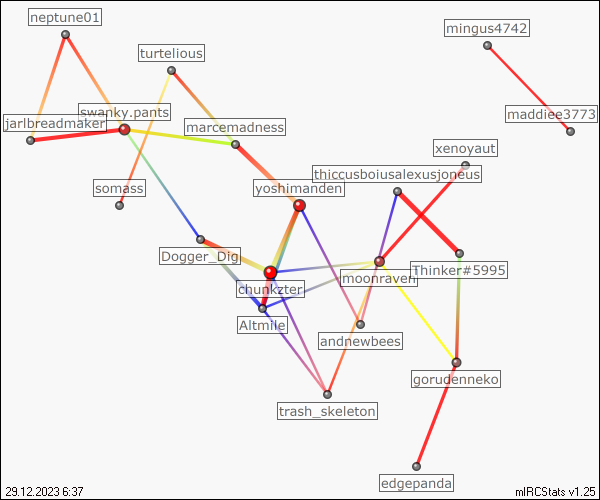 neptune01
mingus4742
turtelious
swanky.pants
maddiee3773
jarlbreadmaker
marcemadness
xenoyaut
thiccusboiusalexusjoneus
somass
yoshimanden
Dogger_Dig
Thinker#5995
moonraven
chunkzter
Altmile
andnewbees
gorudenneko
trash_skeleton
edgepanda
29.12.2023 6:37
mIRCStats v1.25